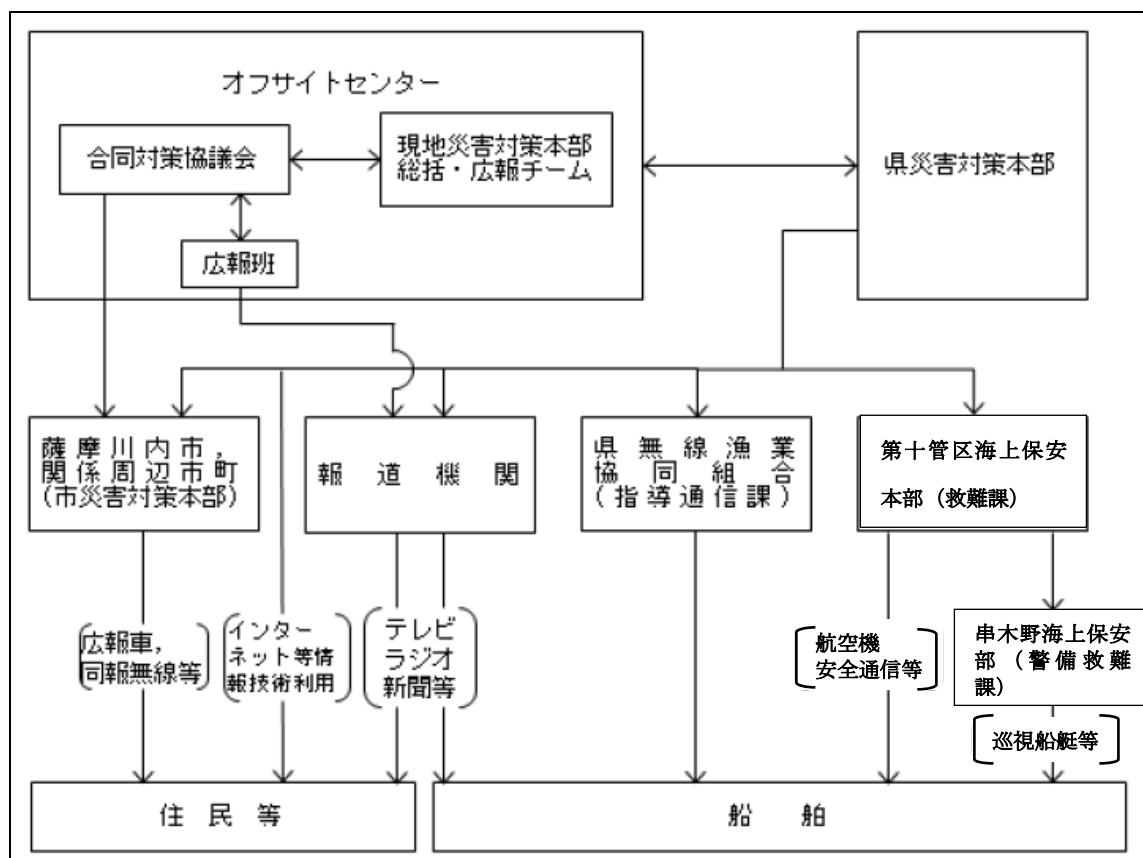 オフサイトセンター
合同対策協議会
現地災害対策本部
総括・広報チーム
県災害対策本部
広報班
薩摩川内市,
関係周辺市町
(市災害対策本部)
報道機関
県無線漁業
協同組合
(指導通信課)
第十管区海上保安
本部(救難課)
広報車,
同報無線等
インター
ネット等情
報技術利用
テレビ
ラジオ
新聞等
航空機
安全通信等
串木野海上保安
部(警備救難
課)
巡視船艇等
住民等
船舶